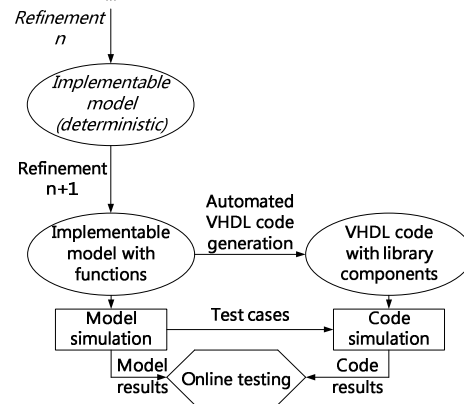 Refinement
n
Implementable
model
(deterministic)
Refinement
n+1
Automated
VHDL code
generation
Implementable
model with
functions
VHDL code
with library
components
Model
simulation
Test cases
Code
simulation
Model
results
Online testing
Code
results